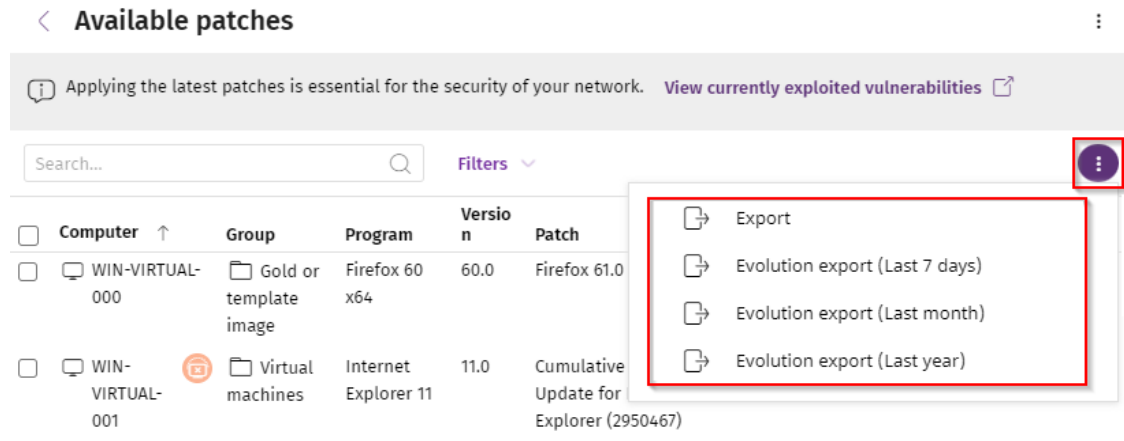 Available patches
Applying the latest patches is essential for the security of your network. View currently exploited vulnerabilities
Search...
Filters
Export
Evolution export (Last 7 days)
Evolution export (Last month)
Evolution export (Last year)
Computer ↑ Group Program Versio
n Patch
WIN-VIRTUAL-
000
Gold or
template
image
Firefox 60
x64
60.0
Firefox 61.0
WIN-
VIRTUAL-
001
Virtual
machines
Internet
Explorer 11
11.0
Cumulative
Update for
Explorer (2950467)